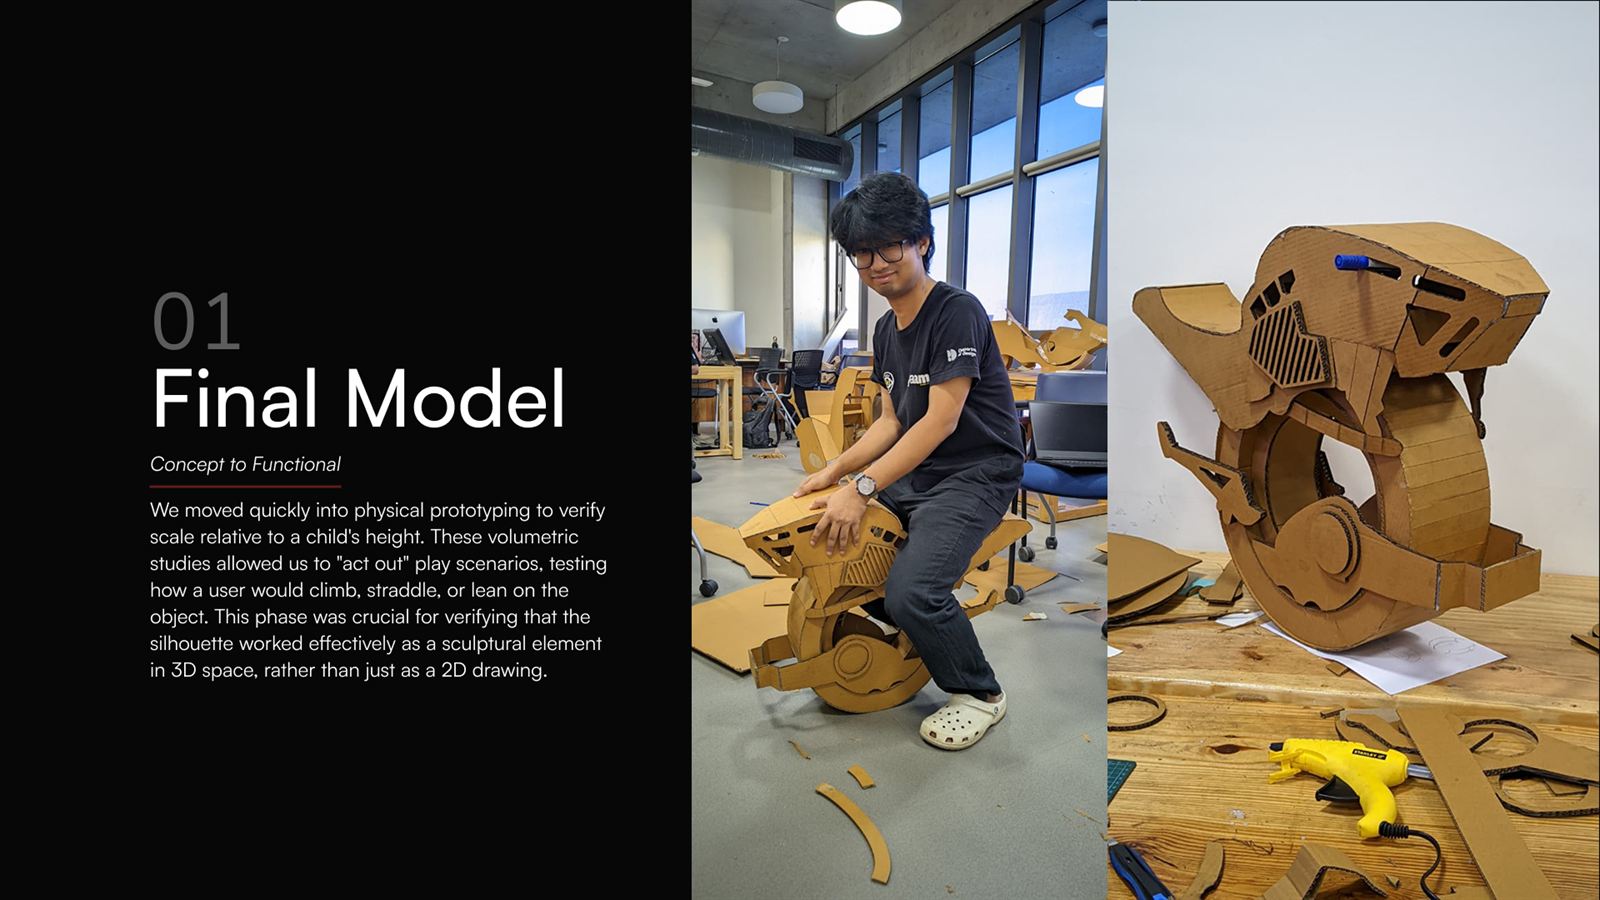 01
Final Model
Concept to Functional
We moved quickly into physical prototyping to verify
scale relative to a child's height. These volumetric
studies allowed us to "act out" play scenarios, testing
how a user would climb, straddle, or lean on the
object. This phase was crucial for verifying that the
silhouette worked effectively as a sculptural element
in 3D space, rather than just as a 2D drawing.
STANLEY